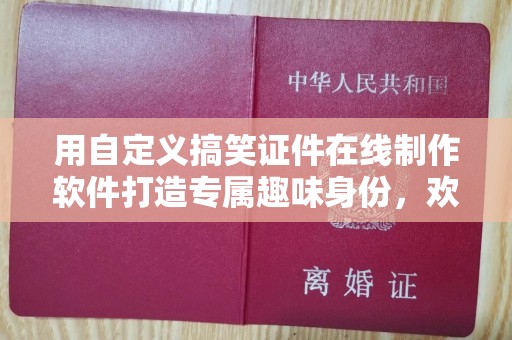 中华人民共和国
用自定义搞笑证件在线制作
软件打造专属趣味身份，欢
离婚证